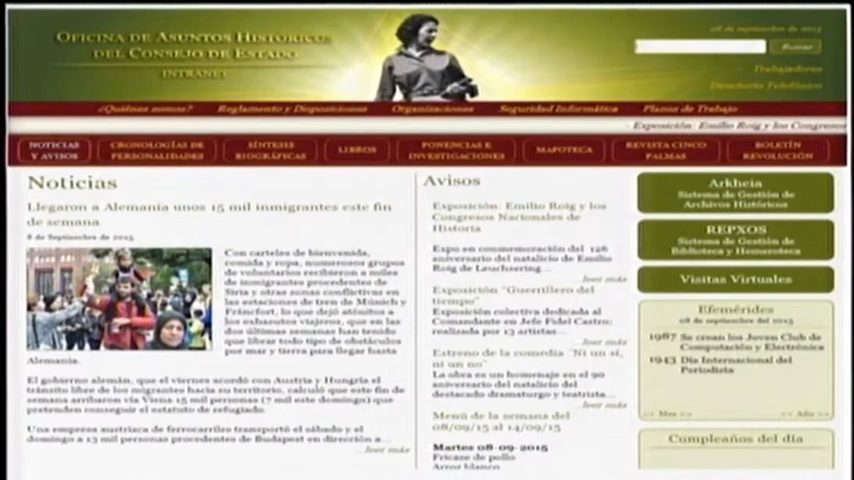 OFICINA DE ASUNTOS HISTÓRICOS
DEL CONSEJO DE ESTADO
INTRANET
08 de septiembre de 2015
Buscar
Trabajadores
Directorio Telefónico
¿Quiénes somos? Reglamento y Disposiciones Organizaciones Seguridad Informática Planes de Trabajo
- Exposición: Emilio Roig y los Congresos
NOTICIAS
Y AVISOS
CRONOLOGÍAS DE
PERSONALIDADES
SÍNTESIS
BIOGRÁFICAS
LIBROS
PONENCIAS E
INVESTIGACIONES
MAPOTECA
REVISTA CINCO
PALMAS
BOLETÍN
REVOLUCIÓN
Noticias
Llegaron a Alemania unos 15 mil inmigrantes este fin
de semana
8 de Septiembre de 2015
Con carteles de bienvenida,
comida y ropa, numerosos grupos
de voluntarios recibieron a miles
de inmigrantes procedentes de
Siria y otras zonas conflictivas en
las estaciones de tren de Múnich y
Fráncfort, lo que dejó atónitos a
los exhaustos viajeros, que en las
dos últimas semanas han tenido
que librar todo tipo de obstáculos
por mar y tierra para llegar hasta
Alemania.
El gobierno alemán, que el viernes acordó con Austria y Hungría el
tránsito libre de los migrantes hacia su territorio, calculó que este fin de
semana arribaron vía Viena 15 mil personas (7 mil este domingo) que
pretenden conseguir el estatuto de refugiado.
Una empresa austriaca de ferrocarriles transportó el sábado y el
domingo a 13 mil personas procedentes de Budapest en dirección a...
...leer más
Avisos
Exposición: Emilio Roig y los
Congresos Nacionales de
Historia
Expo en conmemoración del 126
aniversario del natalicio de Emilio
Roig de Leuchsering...
...leer más
Exposición "Guerrillero del
tiempo"
Exposición colectiva dedicada al
Comandante en Jefe Fidel Castro;
realizada por 13 artistas ...
...leer más
Estreno de la comedia ¨Ni un sí,
ni un no¨
La obra es un homenaje en el 90
aniversario del natalicio del
destacado dramaturgo y teatrista...
...leer más
Menú de la semana del
08/09/15 al 14/09/15
Martes 08-09-2015
Fricase de pollo
Arroz blanco
Arkheia
Sistema de Gestión de
Archivos Históricos
REPXOS
Sistema de Gestión de
Biblioteca y Hemeroteca
Visitas Virtuales
Efemérides
08 de septiembre del 2015
1987 Se crean los Joven Club de
Computación y Electrónica
1943 Día Internacional del
Periodista
<< Mes >> << Año >>
Cumpleaños del día